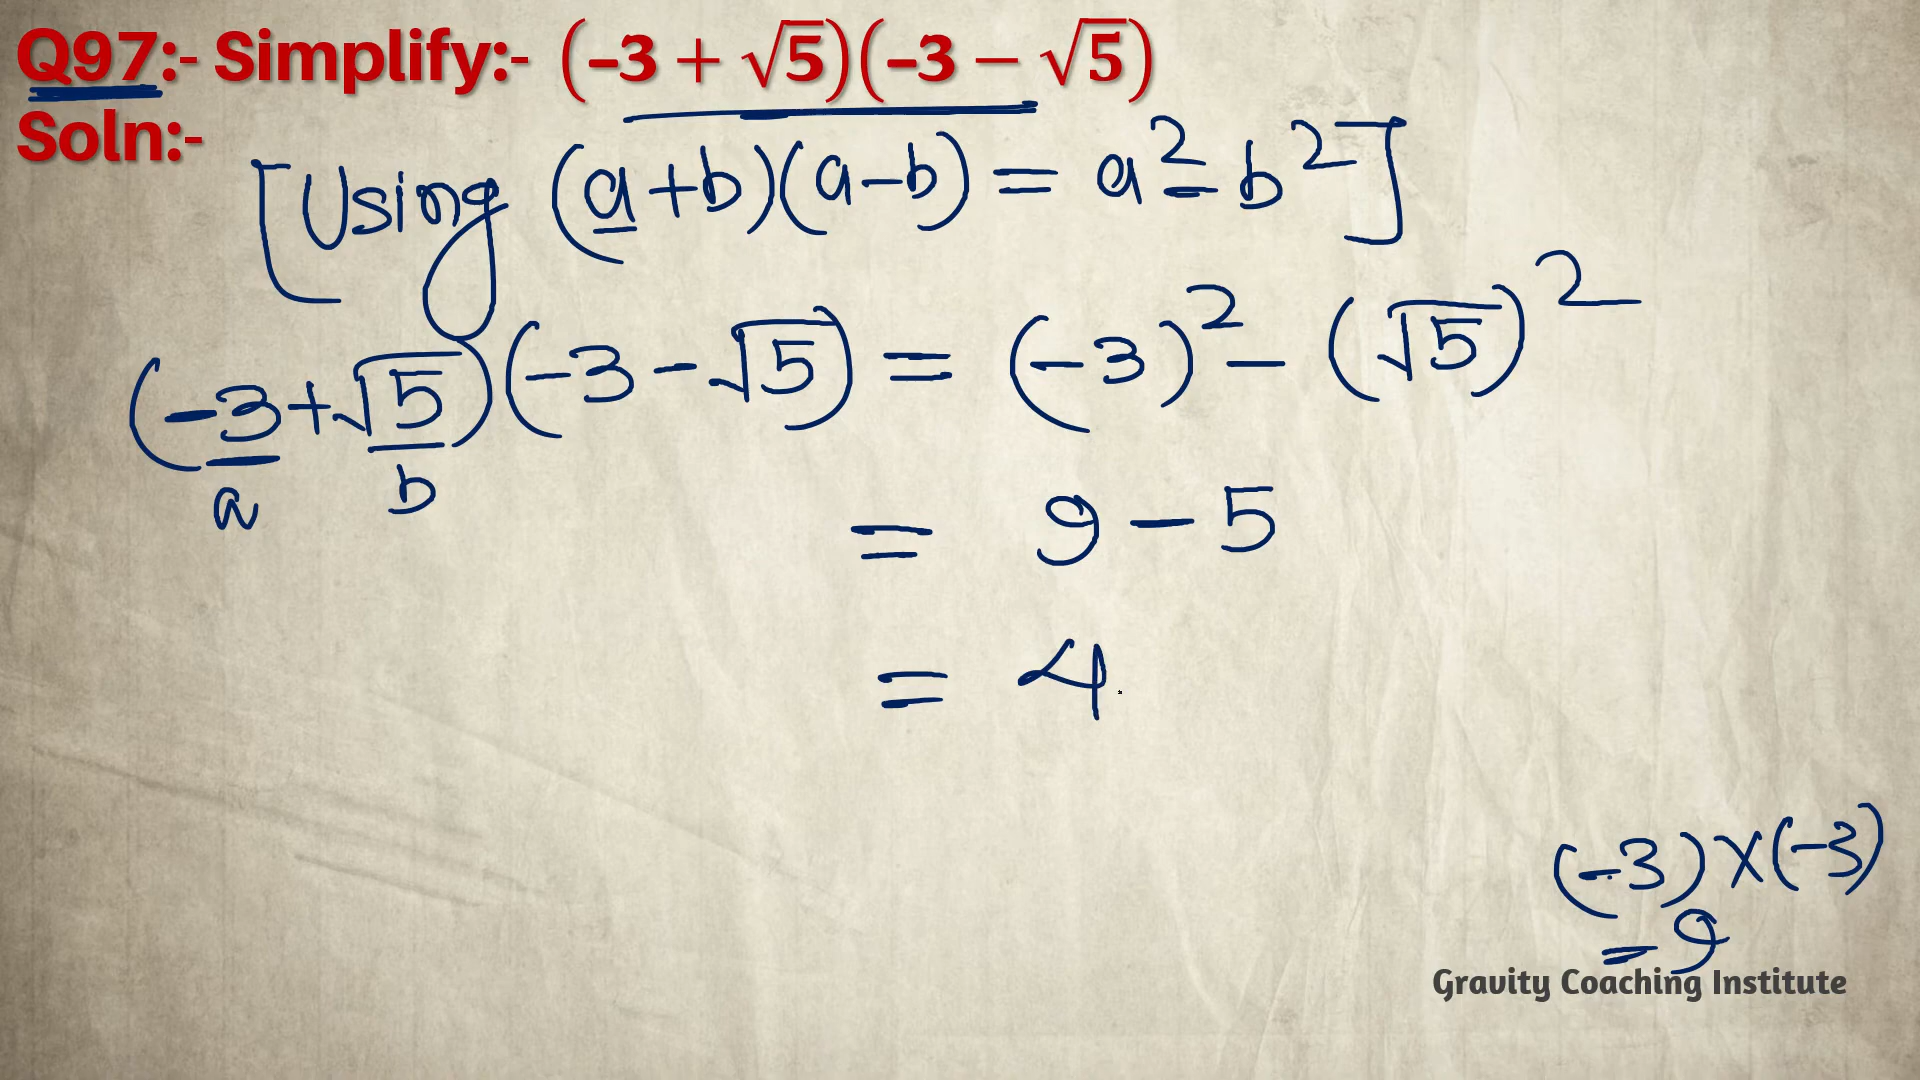 Q97:- Simplify:- (-3 + √5)(-3 − √5)
Soln:-
[Using (a+b)(a-b) = a² - b²]
(-3+√5)(-3-√5) = (-3)² - (√5)²
a b
= 9 - 5
= 4
(-3)×(-3)
= 9
Gravity Coaching Institute